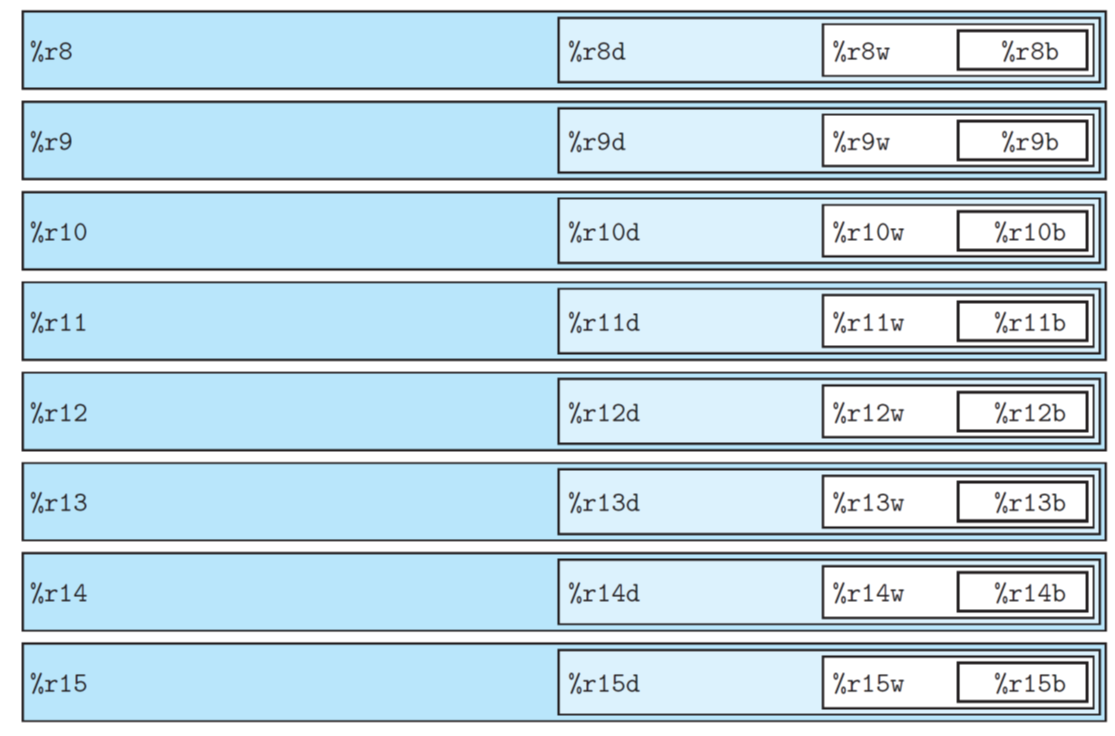 %r8 %r8d %r8w %r8b
%r9 %r9d %r9w %r9b
%r10 %r10d %r10w %r10b
%r11 %r11d %r11w %r11b
%r12 %r12d %r12w %r12b
%r13 %r13d %r13w %r13b
%r14 %r14d %r14w %r14b
%r15 %r15d %r15w %r15b